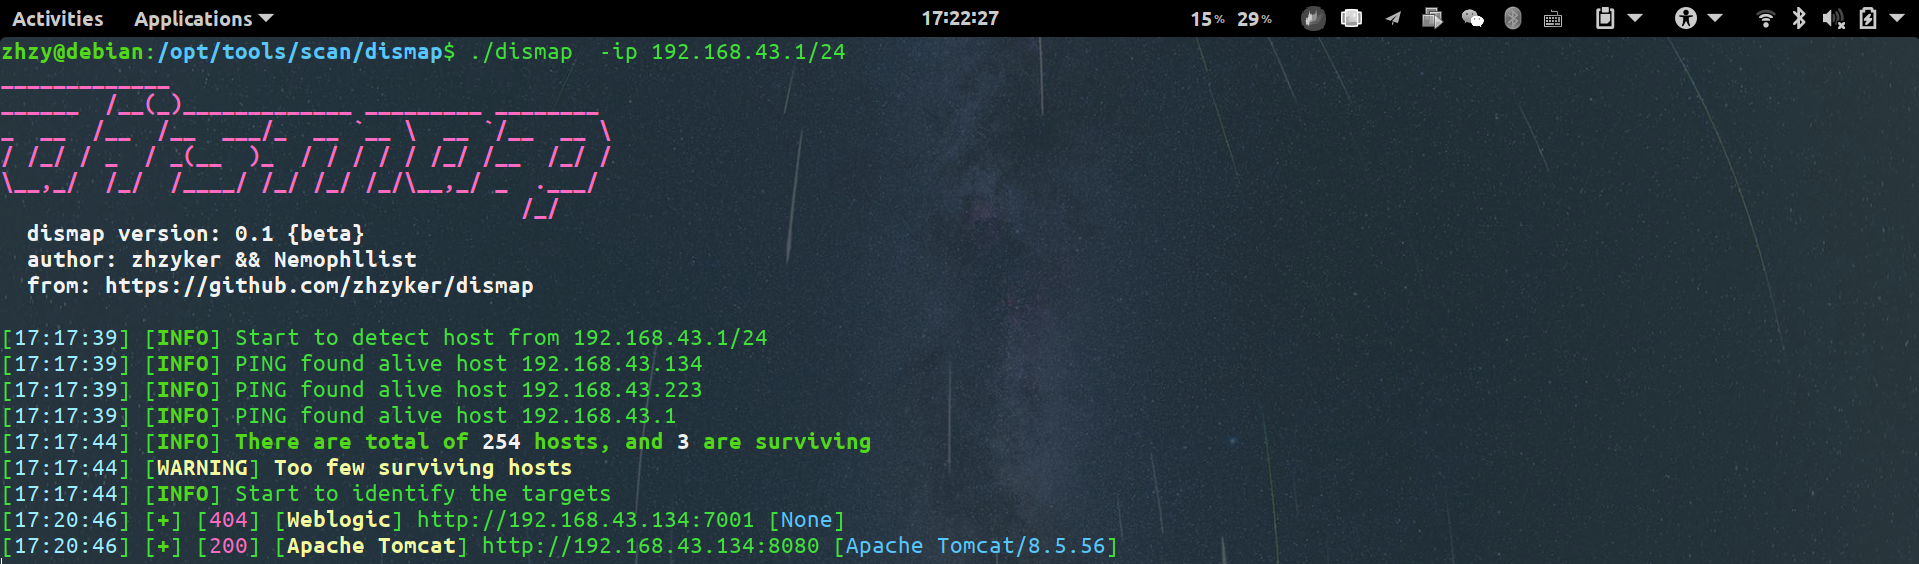 Activities Applications 17:22:27 15% 29%
zhzy@debian:/opt/tools/scan/dismap$ ./dismap  -ip 192.168.43.1/24
dismap
dismap version: 0.1 {beta}
author: zhzyker && Nemophllist
from: https://github.com/zhzyker/dismap
[17:17:39] [INFO] Start to detect host from 192.168.43.1/24
[17:17:39] [INFO] PING found alive host 192.168.43.134
[17:17:39] [INFO] PING found alive host 192.168.43.223
[17:17:39] [INFO] PING found alive host 192.168.43.1
[17:17:44] [INFO] There are total of 254 hosts, and 3 are surviving
[17:17:44] [WARNING] Too few surviving hosts
[17:17:44] [INFO] Start to identify the targets
[17:20:46] [+] [404] [Weblogic] http://192.168.43.134:7001 [None]
[17:20:46] [+] [200] [Apache Tomcat] http://192.168.43.134:8080 [Apache Tomcat/8.5.56]